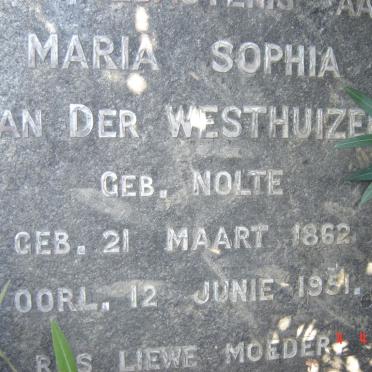 MARIA SOPHIA
AN DER WESTHUIZE
GEB. NOLTE
GEB. 21 MAART 1862
OORL. 12 JUNIE 1951.
LIEWE MOEDER